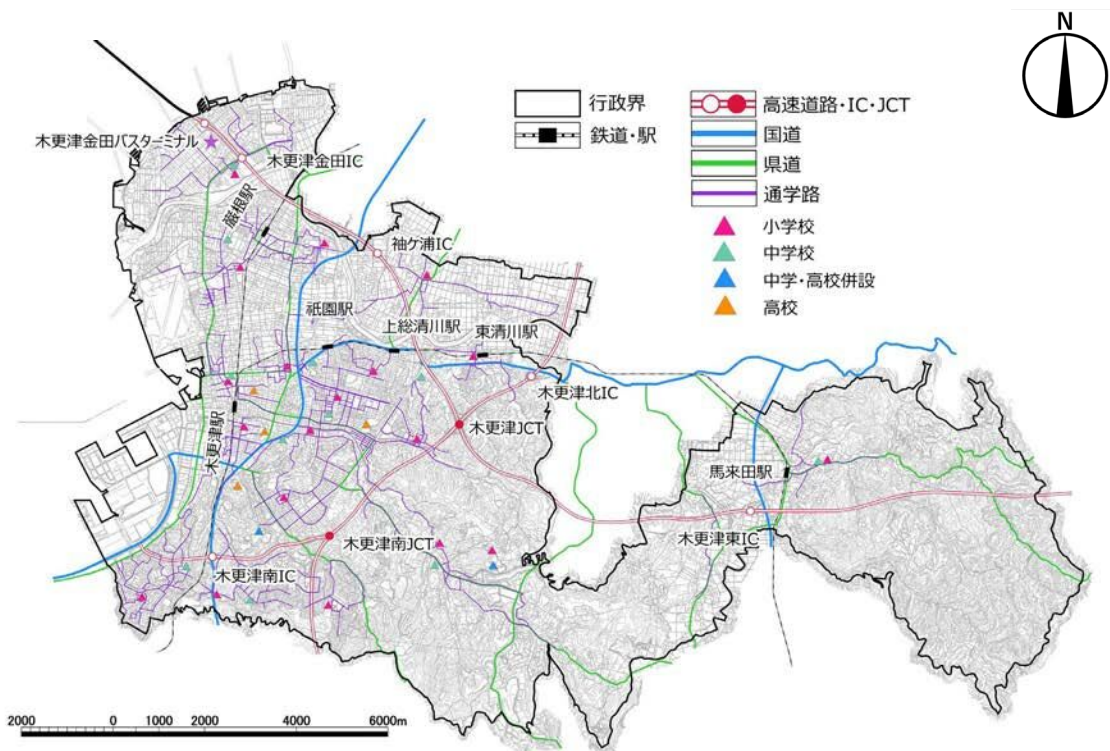 行政界
鉄道・駅
高速道路・IC・JCT
国道
県道
通学路
小学校
中学校
中学・高校併設
高校
木更津金田バスターミナル
木更津金田IC
巌根駅
袖ケ浦IC
祇園駅
上総清川駅
東清川駅
木更津北IC
木更津駅
木更津JCT
馬来田駅
木更津南JCT
木更津東IC
木更津南IC
2000 0 1000 2000 4000 6000m